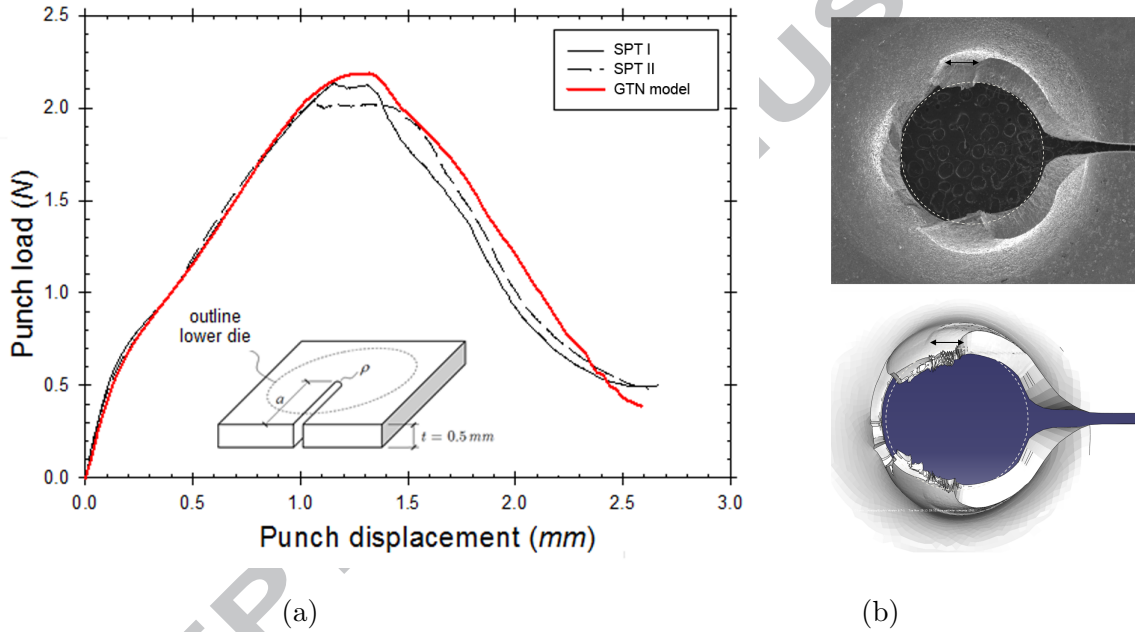 2.5
2.0
1.5
1.0
0.5
0.0
0.0
0.5
1.0
1.5
2.0
2.5
3.0
Punch load (N)
Punch displacement (mm)
SPT I
SPT II
GTN model
outline
lower die
a
ρ
t = 0.5 mm
(a)
(b)